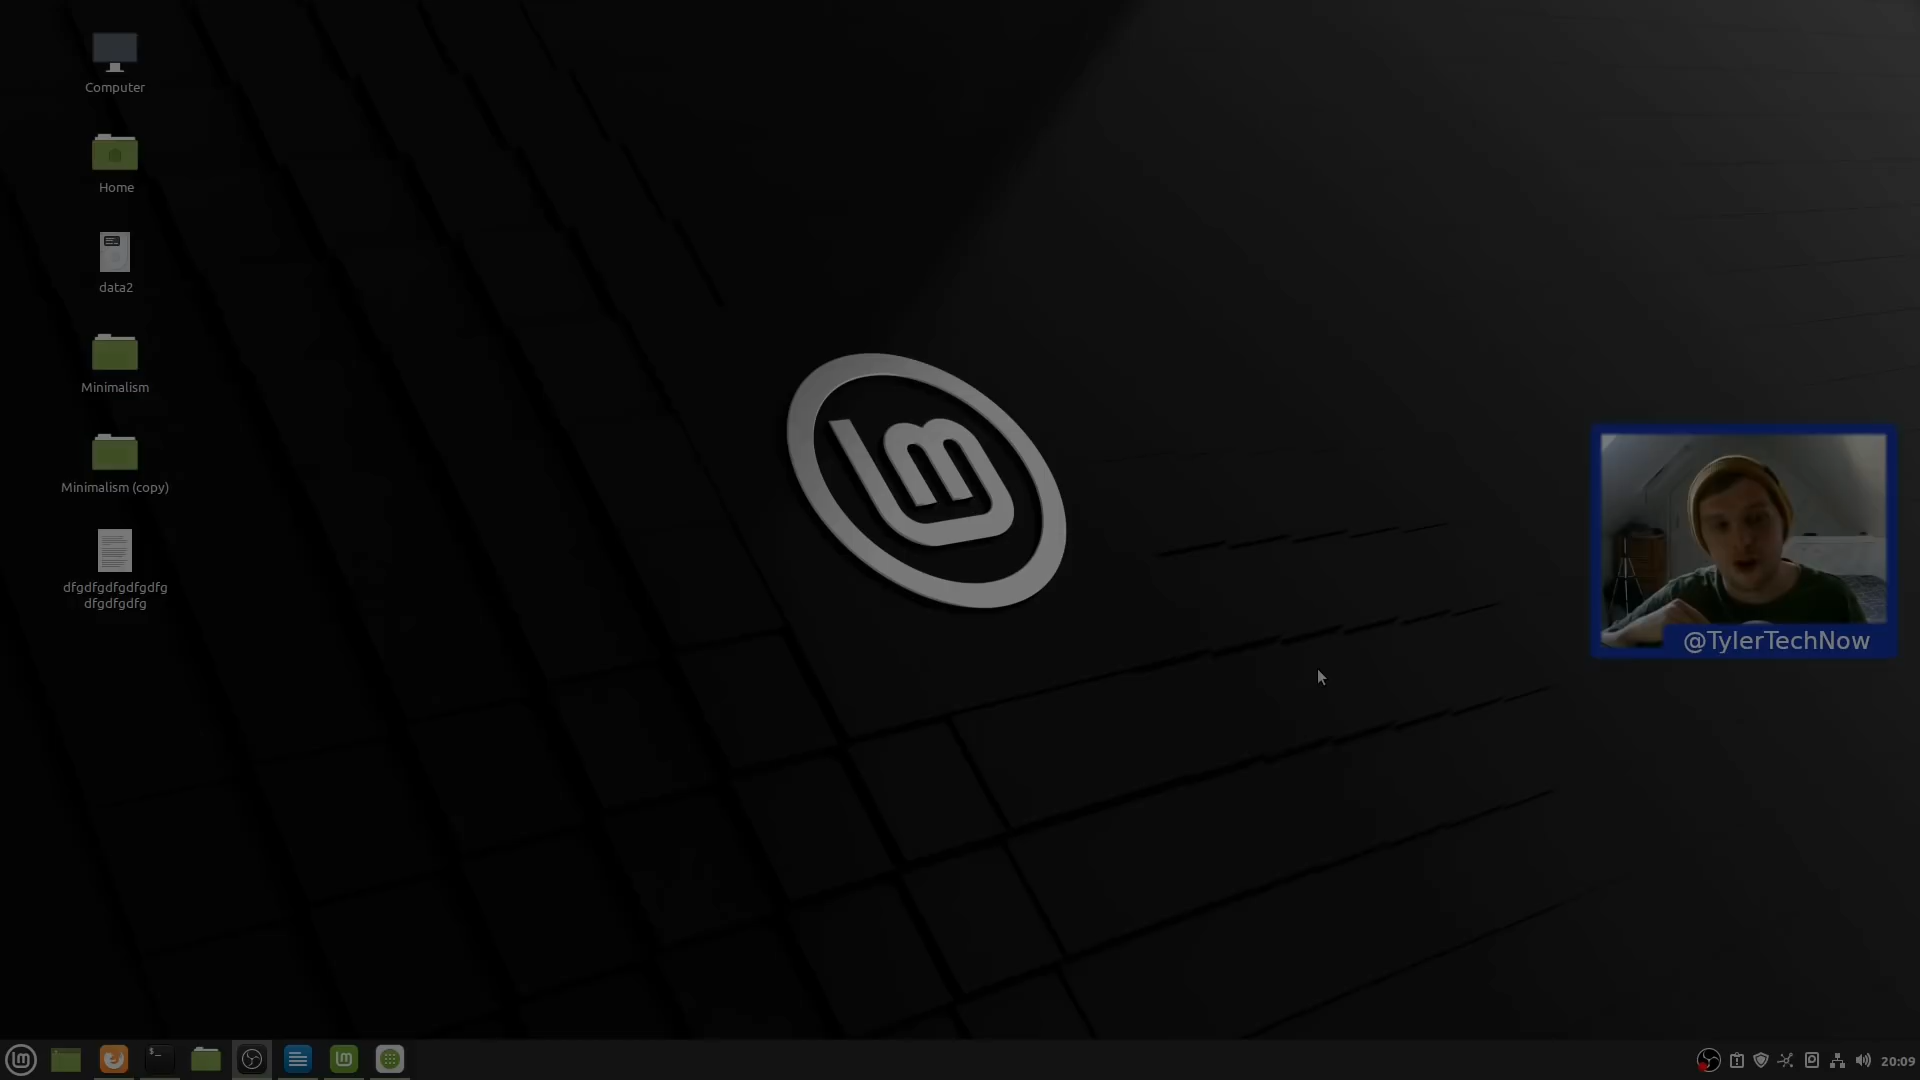 Computer
Home
data2
Minimalism
Minimalism (copy)
dfgdfgdfgdfgdfg
dfgdfgdfg
@TylerTechNow
20:09